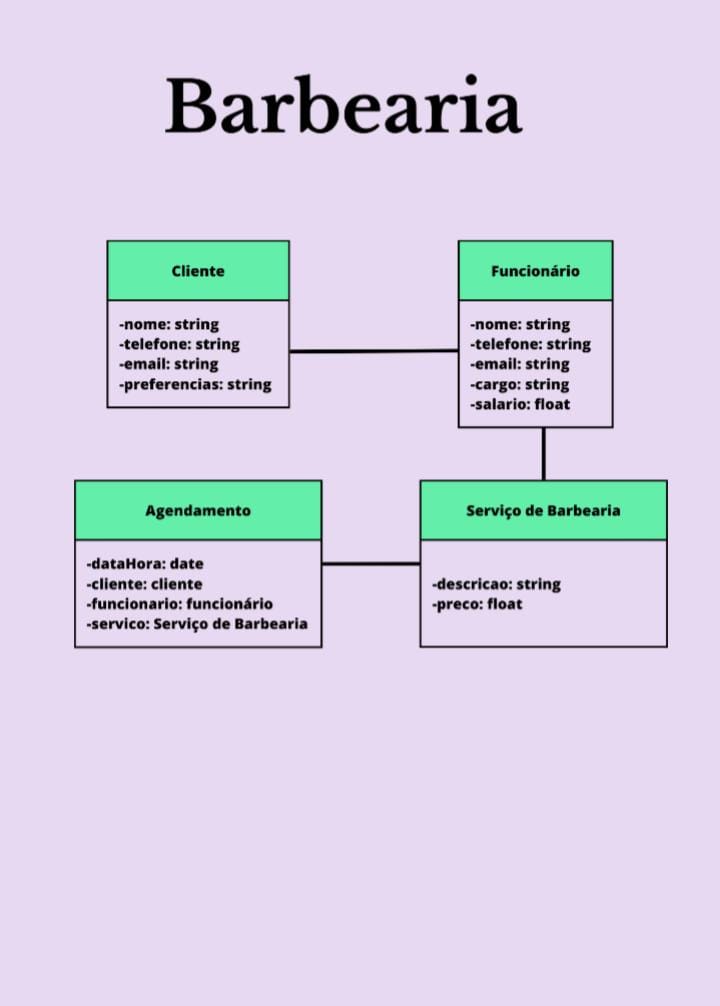 Barbearia
Cliente
-nome: string
-telefone: string
-email: string
-preferencias: string
Funcionário
-nome: string
-telefone: string
-email: string
-cargo: string
-salario: float
Agendamento
-dataHora: date
-cliente: cliente
-funcionario: funcionário
-servico: Serviço de Barbearia
Serviço de Barbearia
-descricao: string
-preco: float